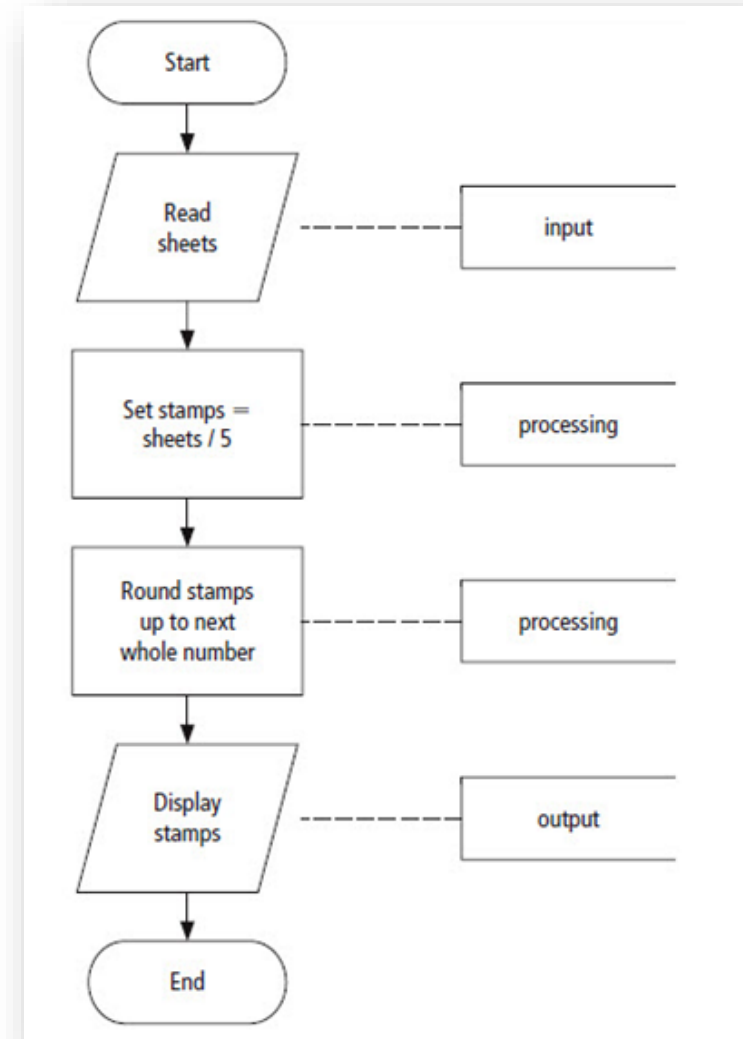 Start
Read
sheets
input
Set stamps =
sheets / 5
processing
Round stamps
up to next
whole number
processing
Display
stamps
output
End